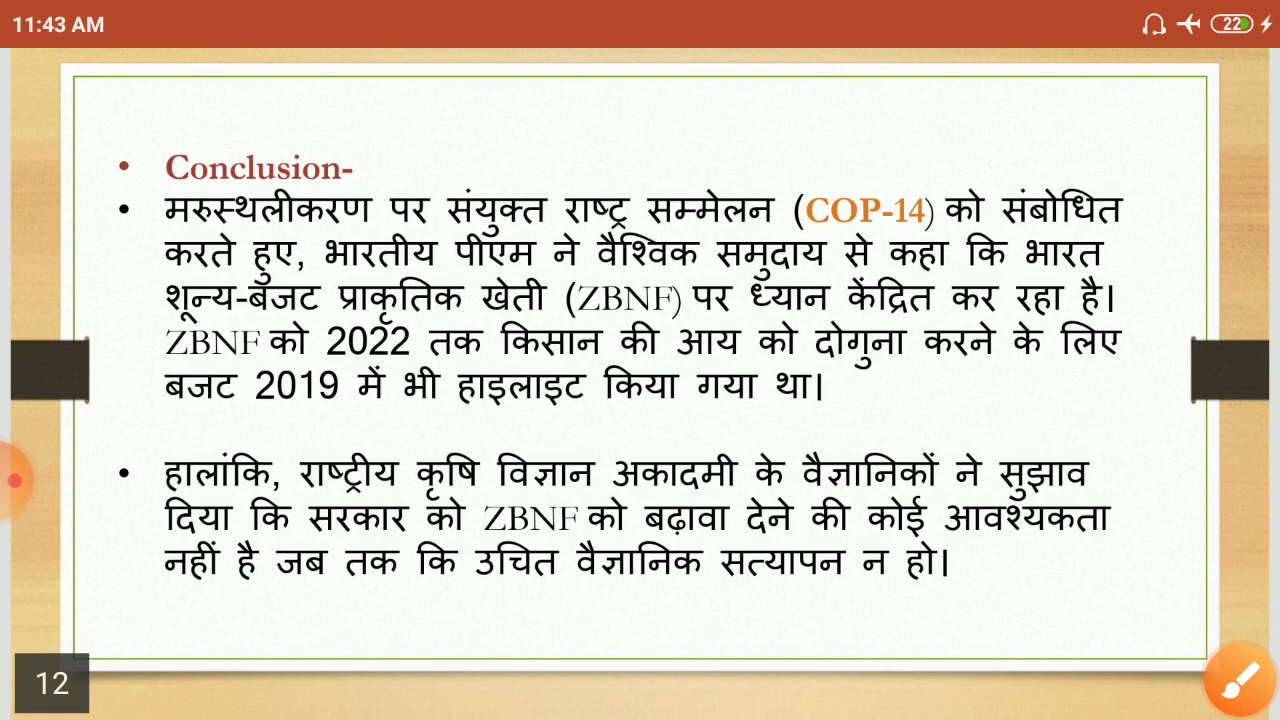 11:43 AM
22
Conclusion-
मरुस्थलीकरण पर संयुक्त राष्ट्र सम्मेलन (COP-14) को संबोधित
करते हुए, भारतीय पीएम ने वैश्विक समुदाय से कहा कि भारत
शून्य-बजट प्राकृतिक खेती (ZBNF) पर ध्यान केंद्रित कर रहा है।
ZBNF को 2022 तक किसान की आय को दोगुना करने के लिए
बजट 2019 में भी हाइलाइट किया गया था।
हालांकि, राष्ट्रीय कृषि विज्ञान अकादमी के वैज्ञानिकों ने सुझाव
दिया कि सरकार को ZBNF को बढ़ावा देने की कोई आवश्यकता
नहीं है जब तक कि उचित वैज्ञानिक सत्यापन न हो।
12